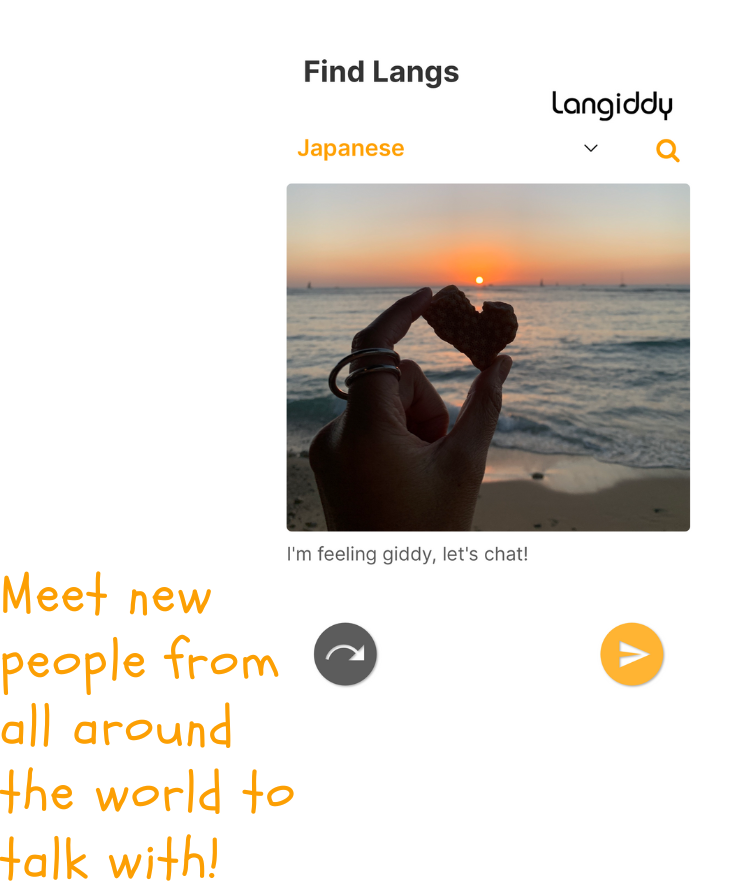 Find Langs
Langiddy
Japanese
I'm feeling giddy, let's chat!
Meet new
people from
all around
the world to
talk with!